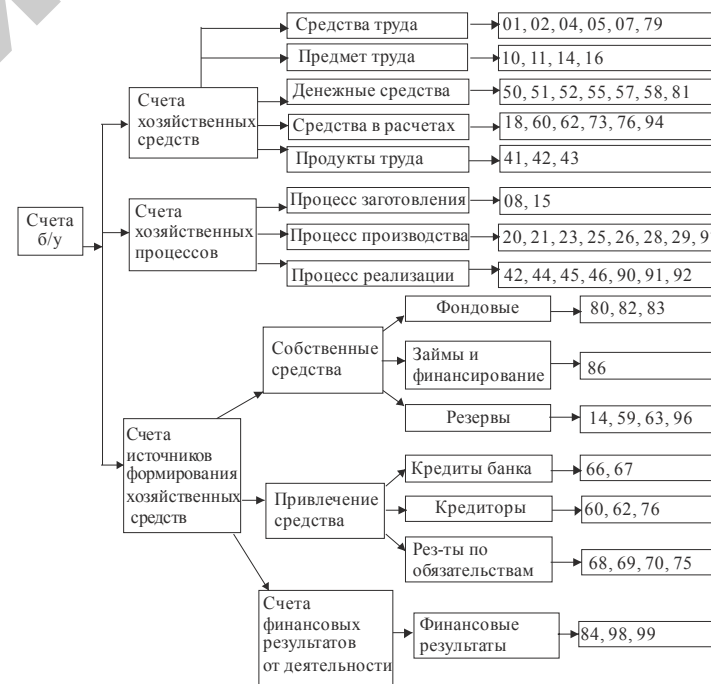 Счета
б/у
Счета
хозяйственных
средств
Средства труда
01, 02, 04, 05, 07, 79
Предмет труда
10, 11, 14, 16
Денежные средства
50, 51, 52, 55, 57, 58, 81
Средства в расчетах
18, 60, 62, 73, 76, 94
Продукты труда
41, 42, 43
Счета
хозяйственных
процессов
Процесс заготовления
08, 15
Процесс производства
20, 21, 23, 25, 26, 28, 29, 9
Процесс реализации
42, 44, 45, 46, 90, 91, 92
Счета
источников
формирования
хозяйственных
средств
Собственные
средства
Фондовые
80, 82, 83
Займы и
финансирование
86
Резервы
14, 59, 63, 96
Привлечение
средства
Кредиты банка
66, 67
Кредиторы
60, 62, 76
Рез-ты по
обязательствам
68, 69, 70, 75
Счета
финансовых
результатов
от деятельности
Финансовые
результаты
84, 98, 99